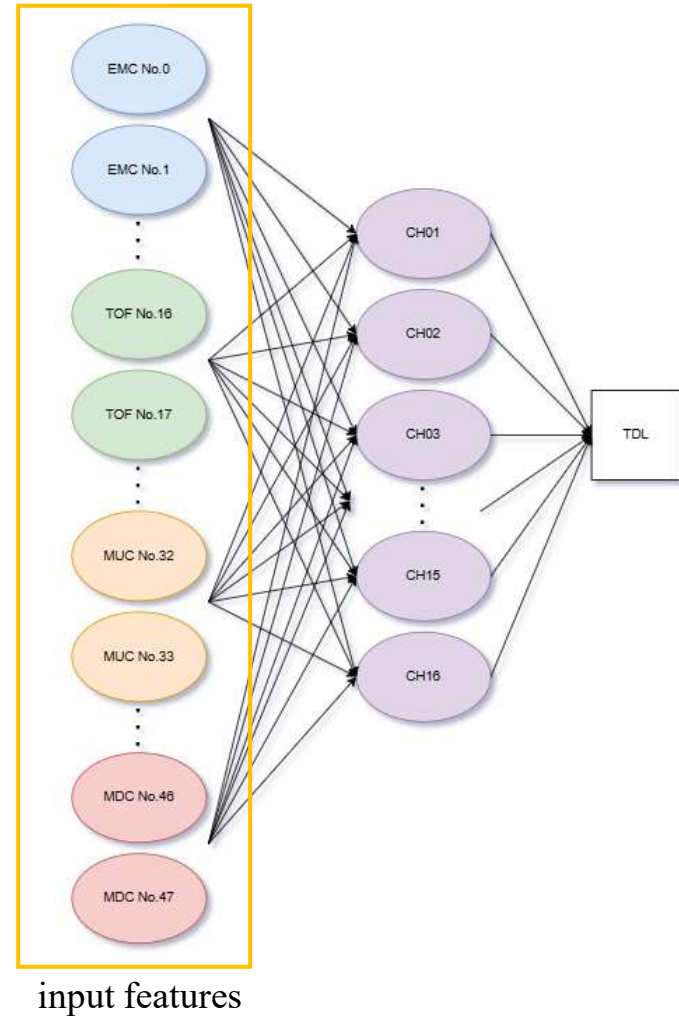 EMC No.0
EMC No.1
TOF No.16
TOF No.17
MUC No.32
MUC No.33
MDC No.46
MDC No.47
CH01
CH02
CH03
CH15
CH16
TDL
input features